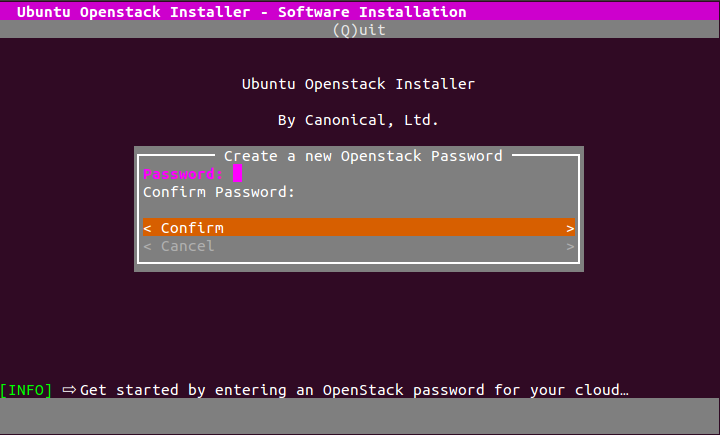 Ubuntu Openstack Installer - Software Installation
(Q)uit
Ubuntu Openstack Installer
By Canonical, Ltd.
Create a new Openstack Password
Password:
Confirm Password:
< Confirm >
< Cancel >
[INFO] ⇨ Get started by entering an OpenStack password for your cloud…